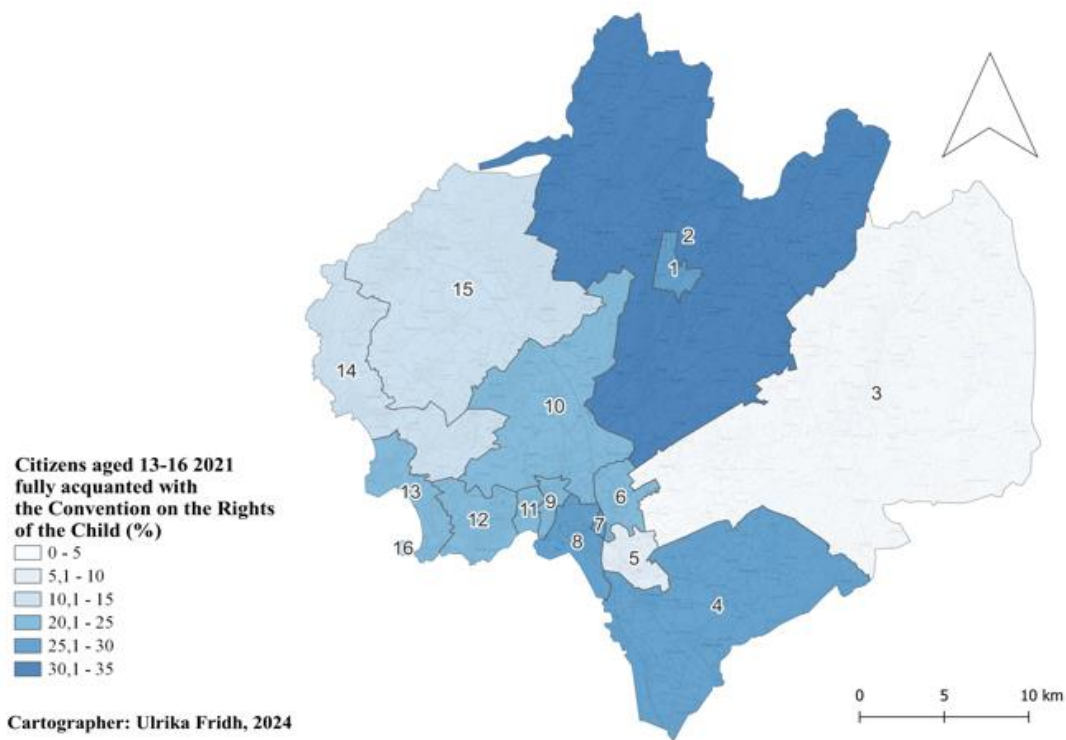 2
1
15
14
3
10
13
6
9
11
12
7
8
16
5
4
Citizens aged 13-16 2021
fully acquanted with
the Convention on the Rights
of the Child (%)
0 - 5
5,1 - 10
10,1 - 15
20,1 - 25
25,1 - 30
30,1 - 35
0 5 10 km
Cartographer: Ulrika Fridh, 2024